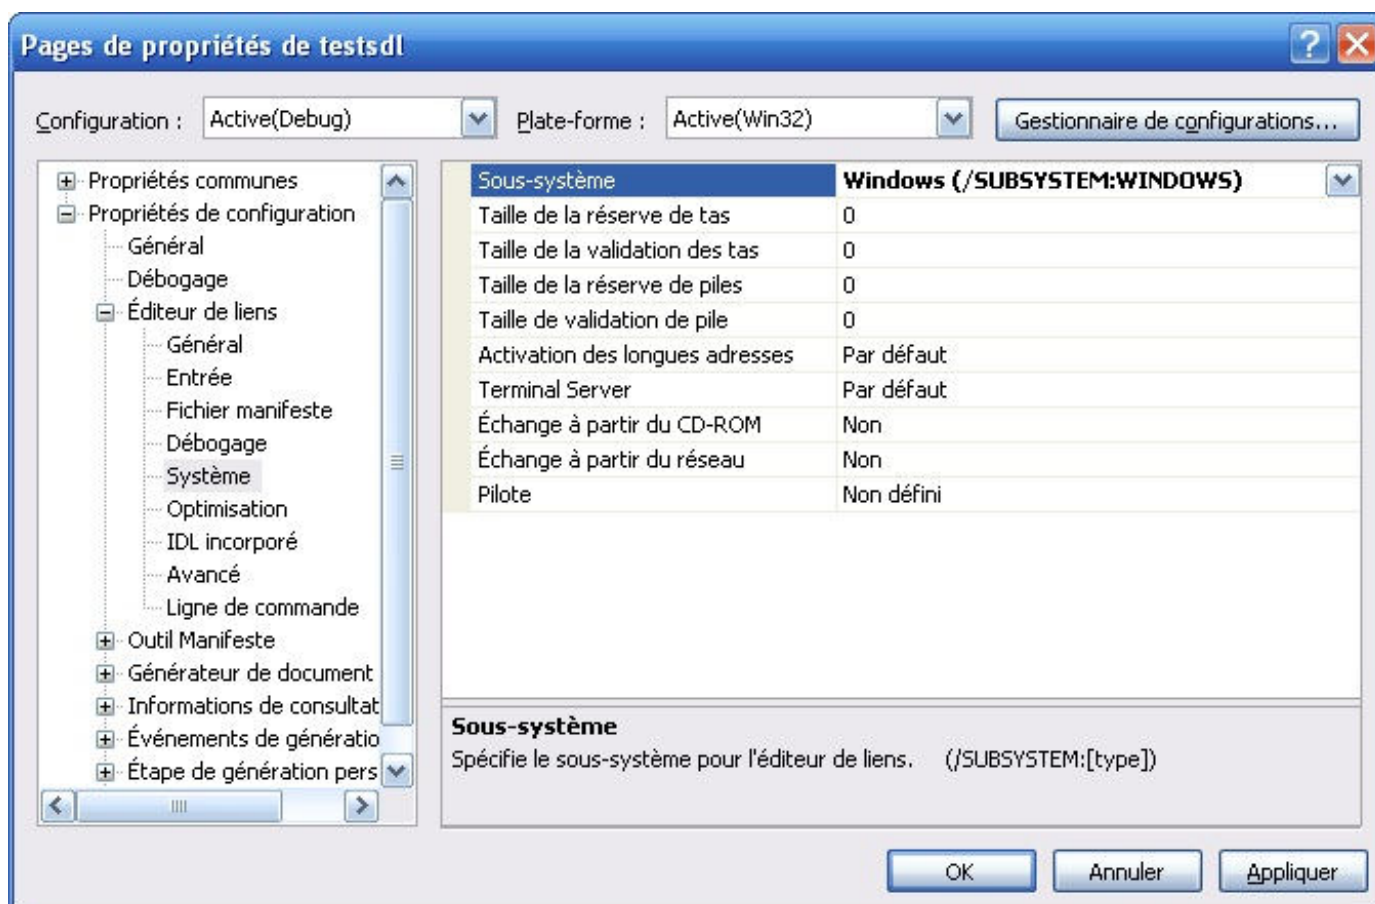 Pages de propriétés de testsdl
Configuration : Active(Debug) Plate-forme : Active(Win32) Gestionnaire de configurations...
Propriétés communes
Propriétés de configuration
Général
Débogage
Éditeur de liens
Général
Entrée
Fichier manifeste
Débogage
Système
Optimisation
IDL incorporé
Avancé
Ligne de commande
Outil Manifeste
Générateur de document
Informations de consultat
Événements de génératio
Étape de génération pers
Sous-système Windows (/SUBSYSTEM:WINDOWS)
Taille de la réserve de tas 0
Taille de la validation des tas 0
Taille de la réserve de piles 0
Taille de validation de pile 0
Activation des longues adresses Par défaut
Terminal Server Par défaut
Échange à partir du CD-ROM Non
Échange à partir du réseau Non
Pilote Non défini
Sous-système
Spécifie le sous-système pour l'éditeur de liens. (/SUBSYSTEM:[type])
OK Annuler Appliquer